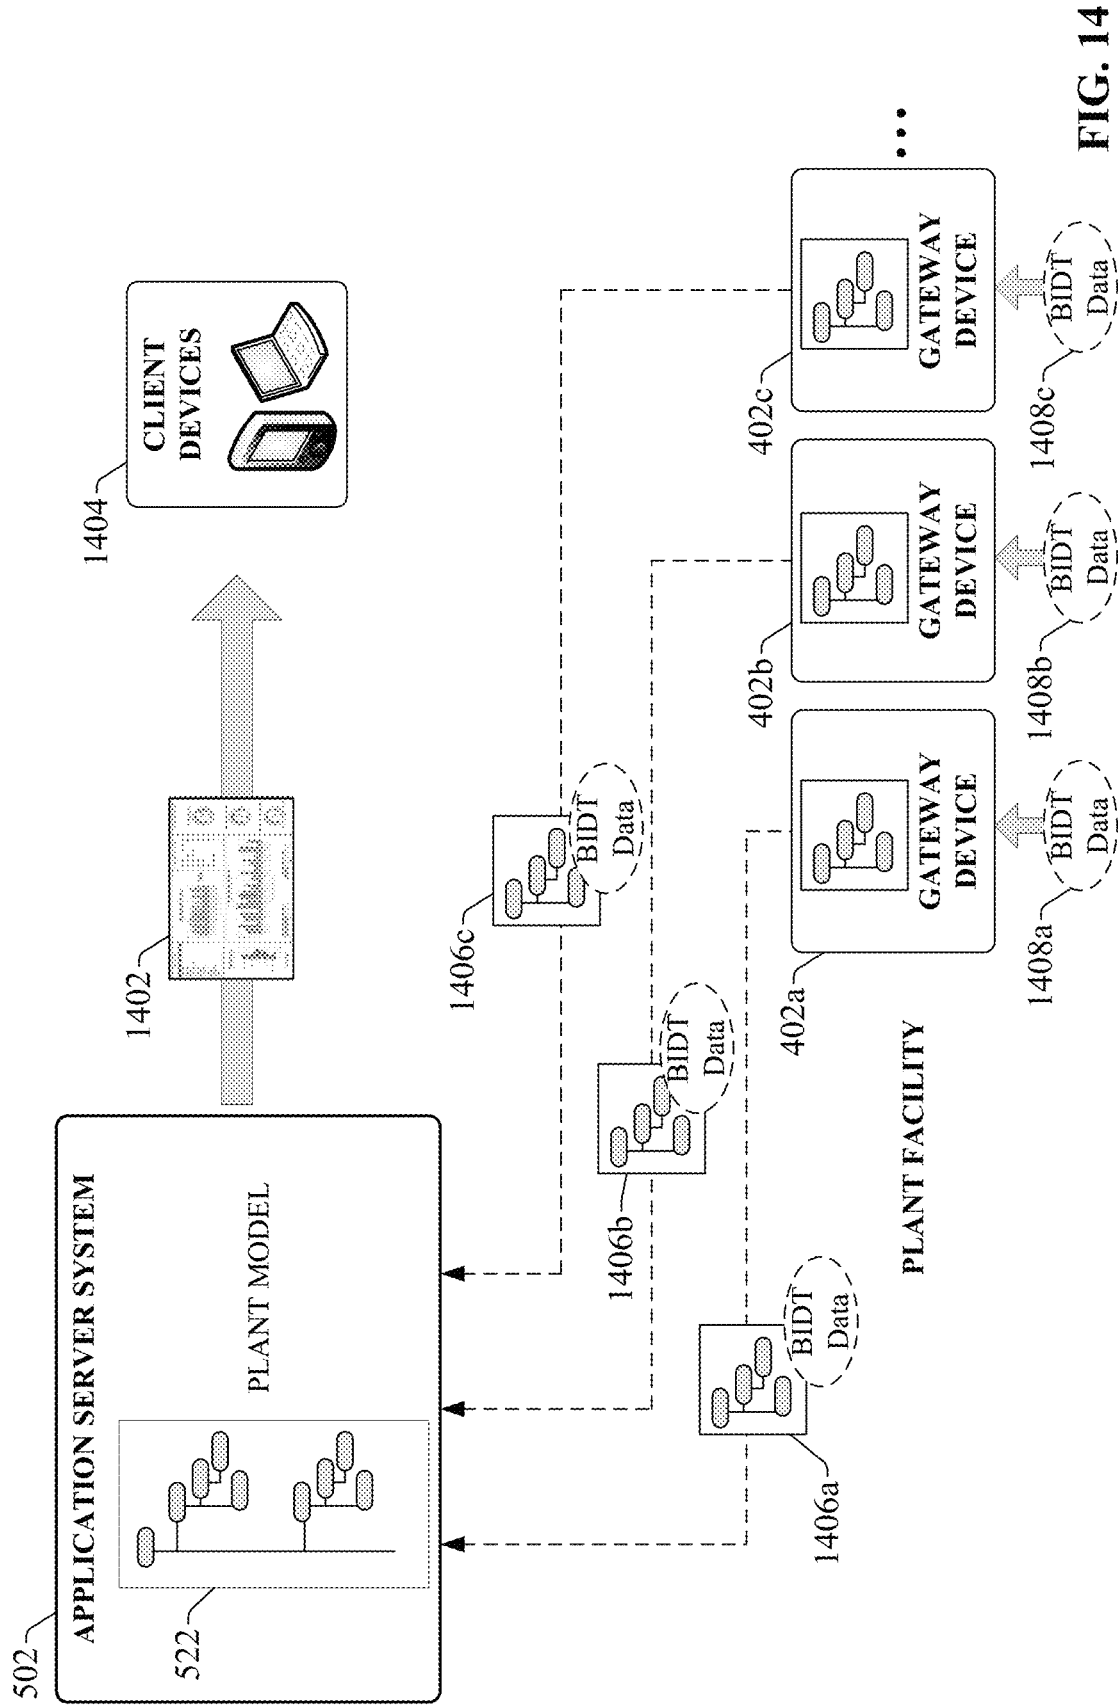 502
APPLICATION SERVER SYSTEM
522
PLANT MODEL
1402
1404
CLIENT
DEVICES
1406a
BIDT
Data
1406b
BIDT
Data
1406c
BIDT
Data
PLANT FACILITY
402a
GATEWAY
DEVICE
402b
GATEWAY
DEVICE
402c
GATEWAY
DEVICE
...
1408a
BIDT
Data
1408b
BIDT
Data
1408c
BIDT
Data
FIG. 14